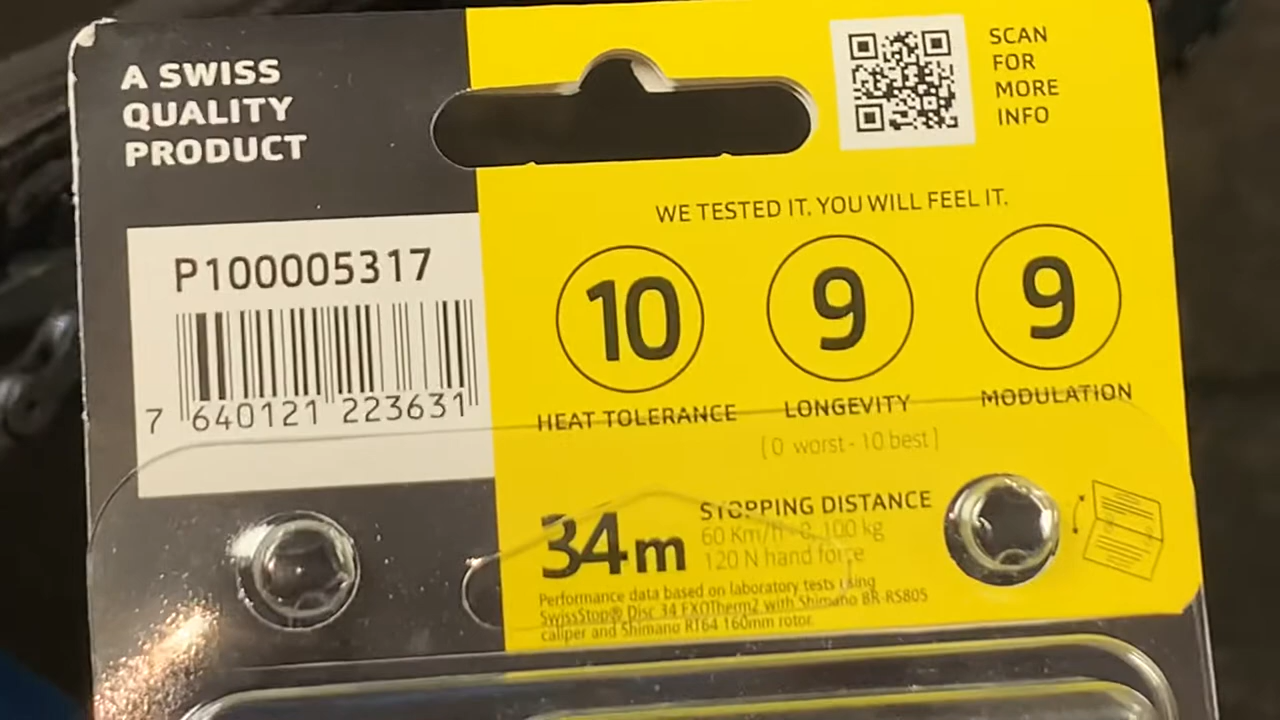 A SWISS
QUALITY
PRODUCT
P100005317
7 640121 223631
SCAN
FOR
MORE
INFO
WE TESTED IT. YOU WILL FEEL IT.
10 9 9
HEAT TOLERANCE LONGEVITY MODULATION
[ 0 worst - 10 best ]
34m
STOPPING DISTANCE
60 Km/h - 0, 100 kg
120 N hand force
Performance data based on laboratory tests using
SwissStop® Disc 34 EXOTherm2 with Shimano BR-RS805
caliper and Shimano RT64 160mm rotor.